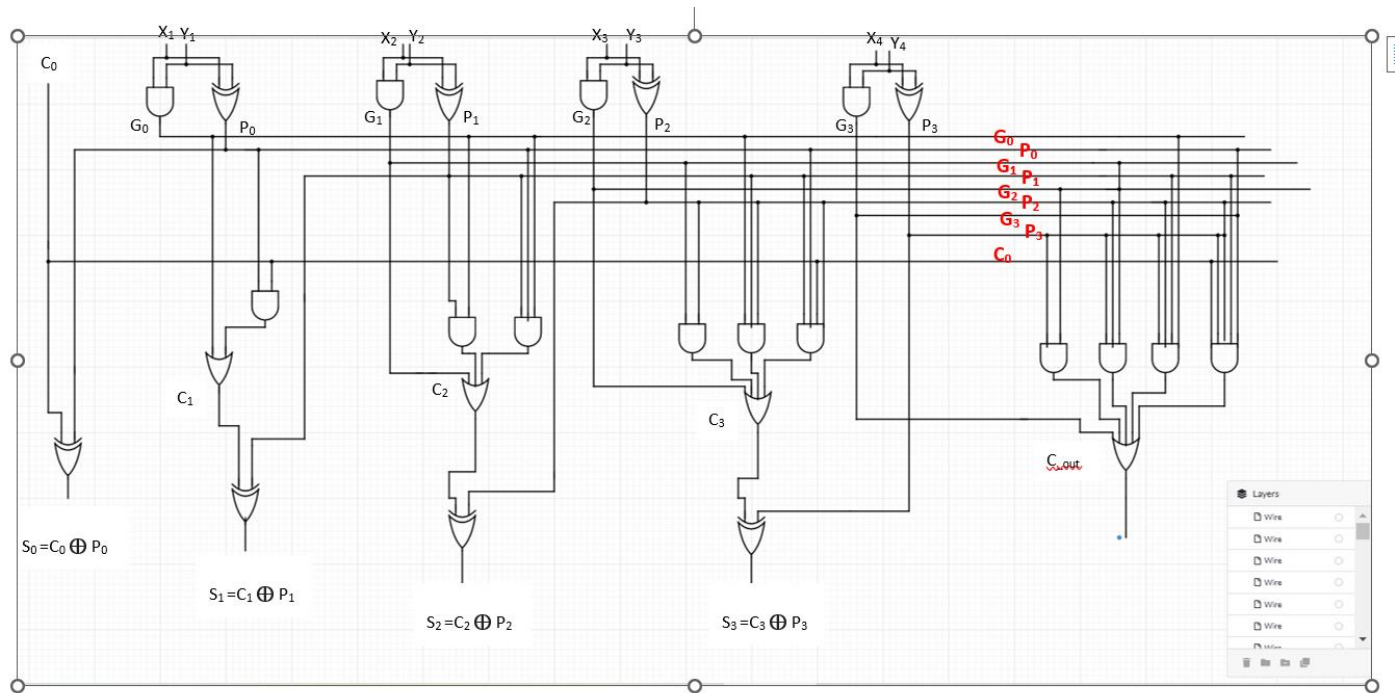 X₁ Y₁
X₂ Y₂
X₃ Y₃
X₄ Y₄
C₀
G₀
P₀
G₁
P₁
G₂
P₂
G₃
P₃
G₀
P₀
G₁
P₁
G₂
P₂
G₃
P₃
C₀
C₁
C₂
C₃
C_out
S₀=C₀⊕P₀
S₁=C₁⊕P₁
S₂=C₂⊕P₂
S₃=C₃⊕P₃
Layers
Wire
Wire
Wire
Wire
Wire
Wire
Wire